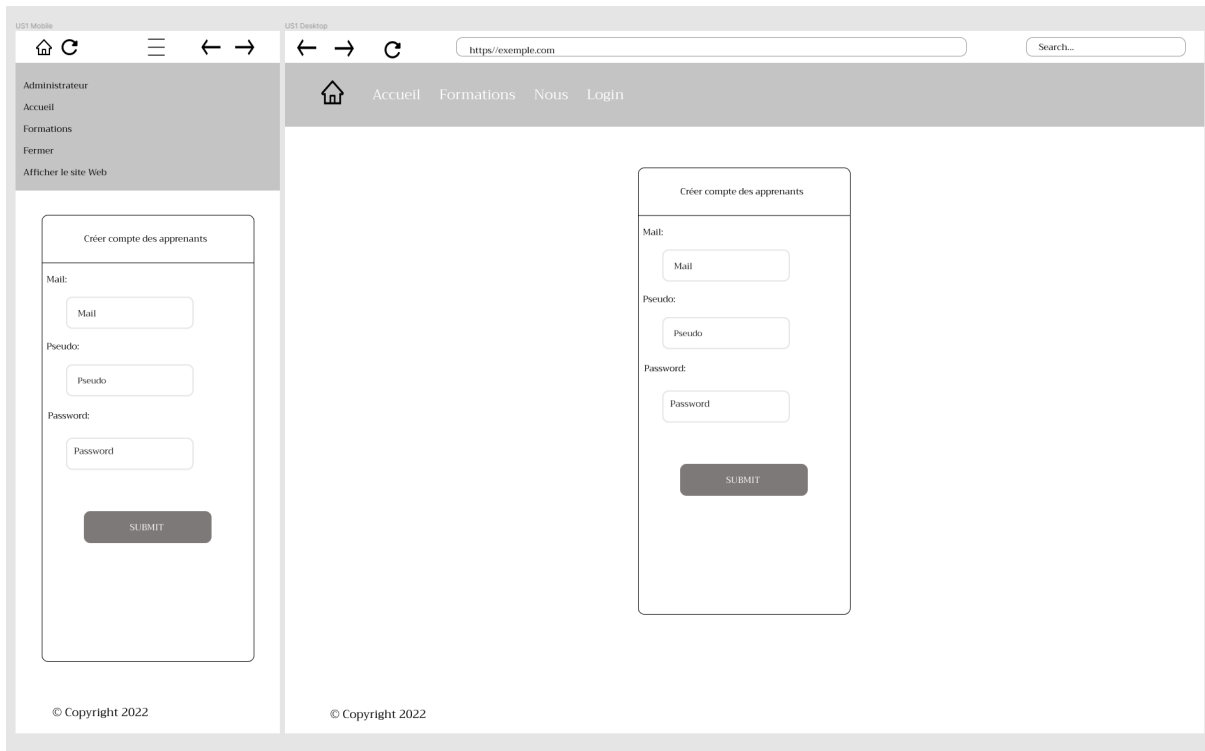 US1 Mobile
Administrateur
Accueil
Formations
Fermer
Afficher le site Web
Créer compte des apprenants
Mail:
Mail
Pseudo:
Pseudo
Password:
Password
SUBMIT
© Copyright 2022
US1 Desktop
https//exemple.com
Search...
Accueil Formations Nous Login
Créer compte des apprenants
Mail:
Mail
Pseudo:
Pseudo
Password:
Password
SUBMIT
© Copyright 2022